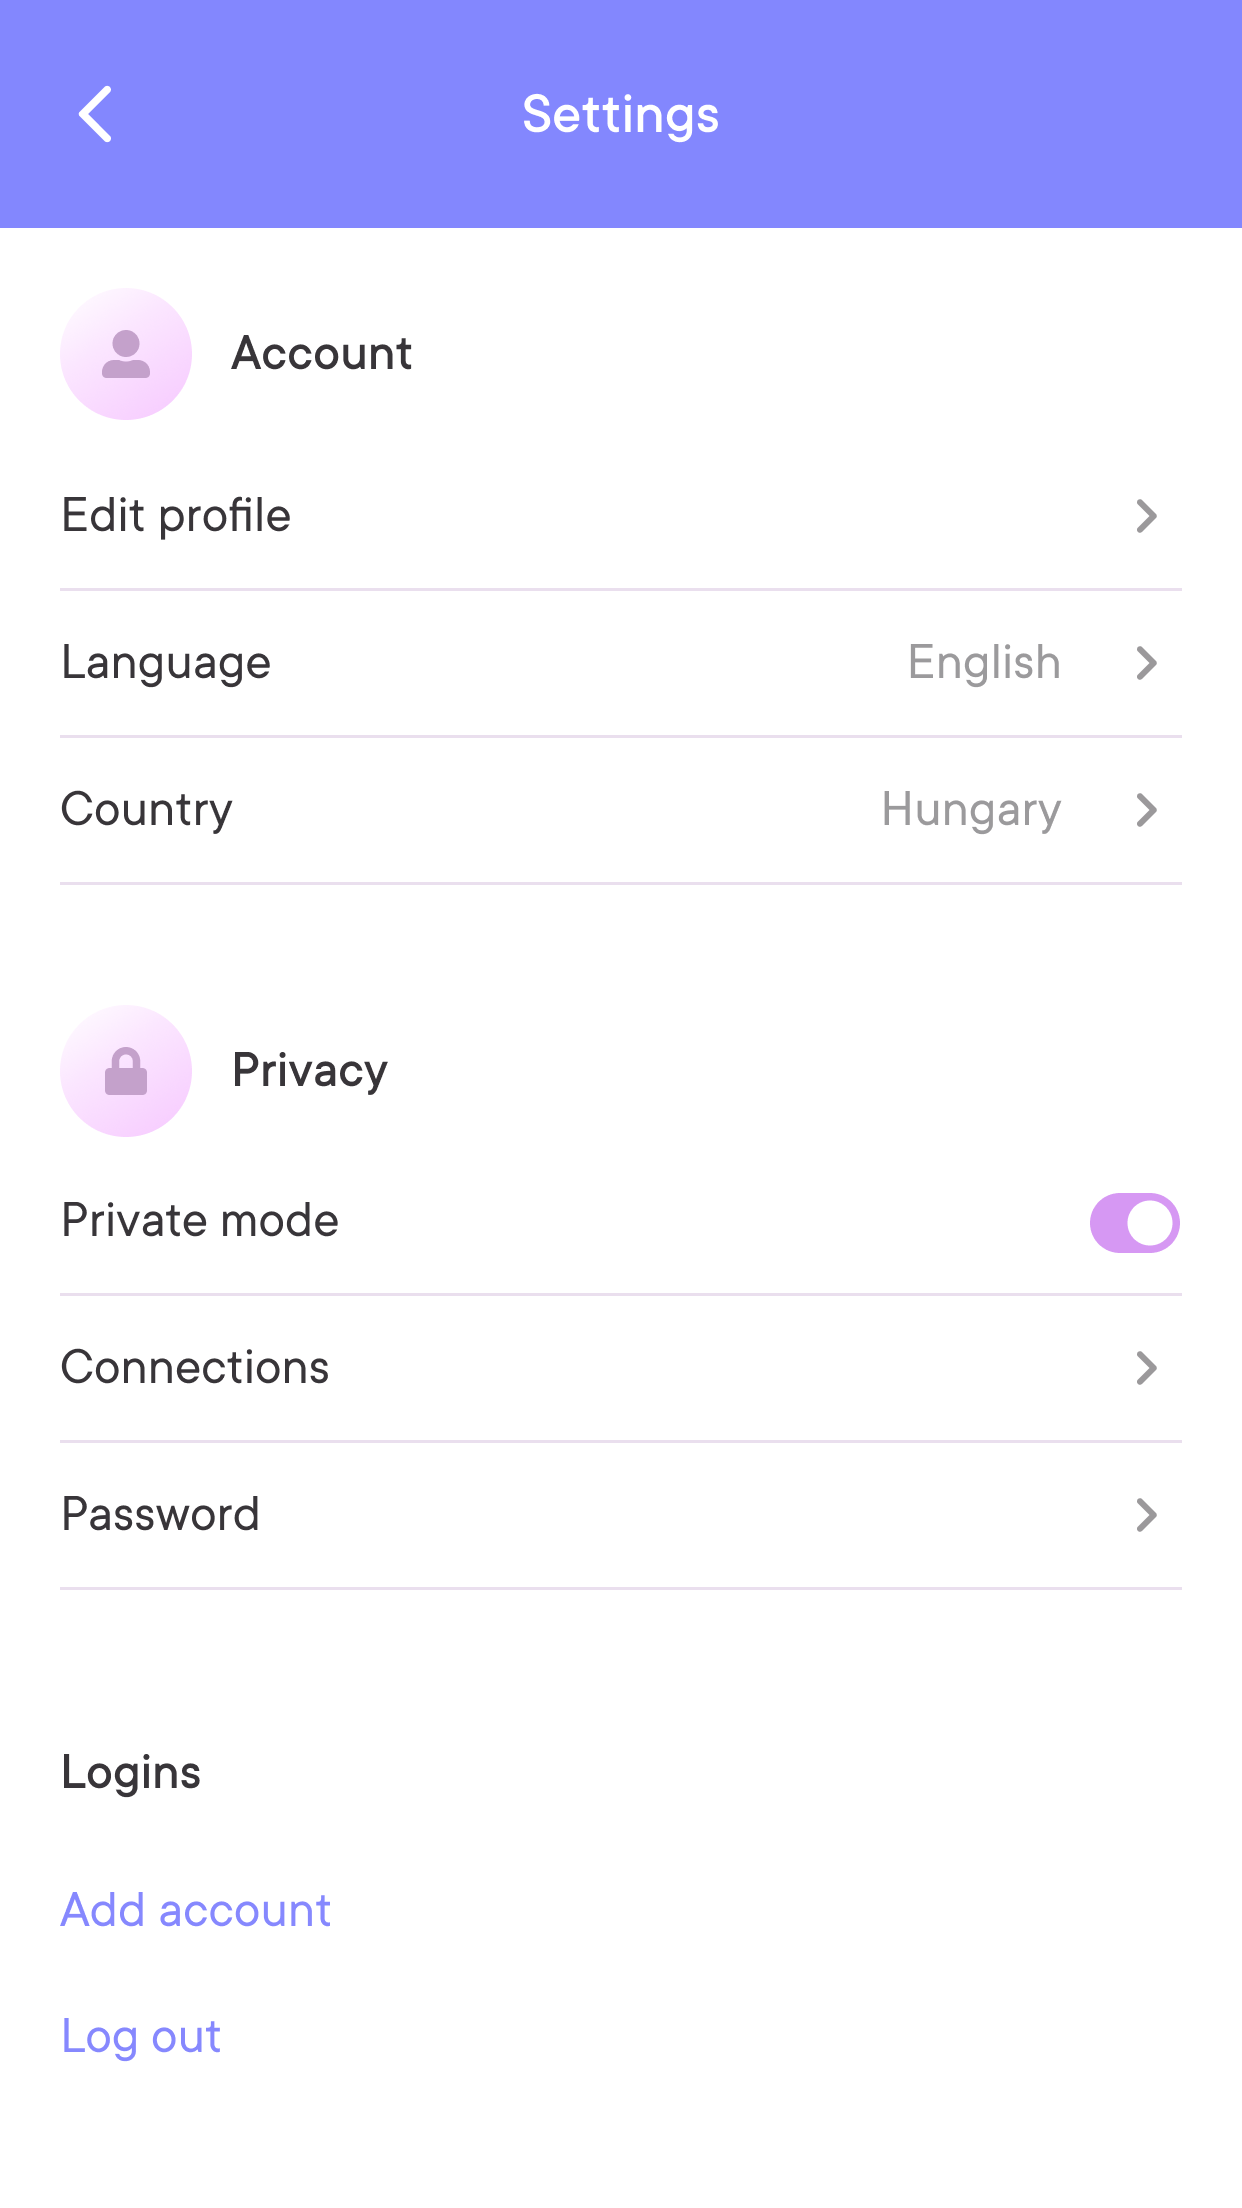 Settings
Account
Edit profile
Language English
Country Hungary
Privacy
Private mode
Connections
Password
Logins
Add account
Log out